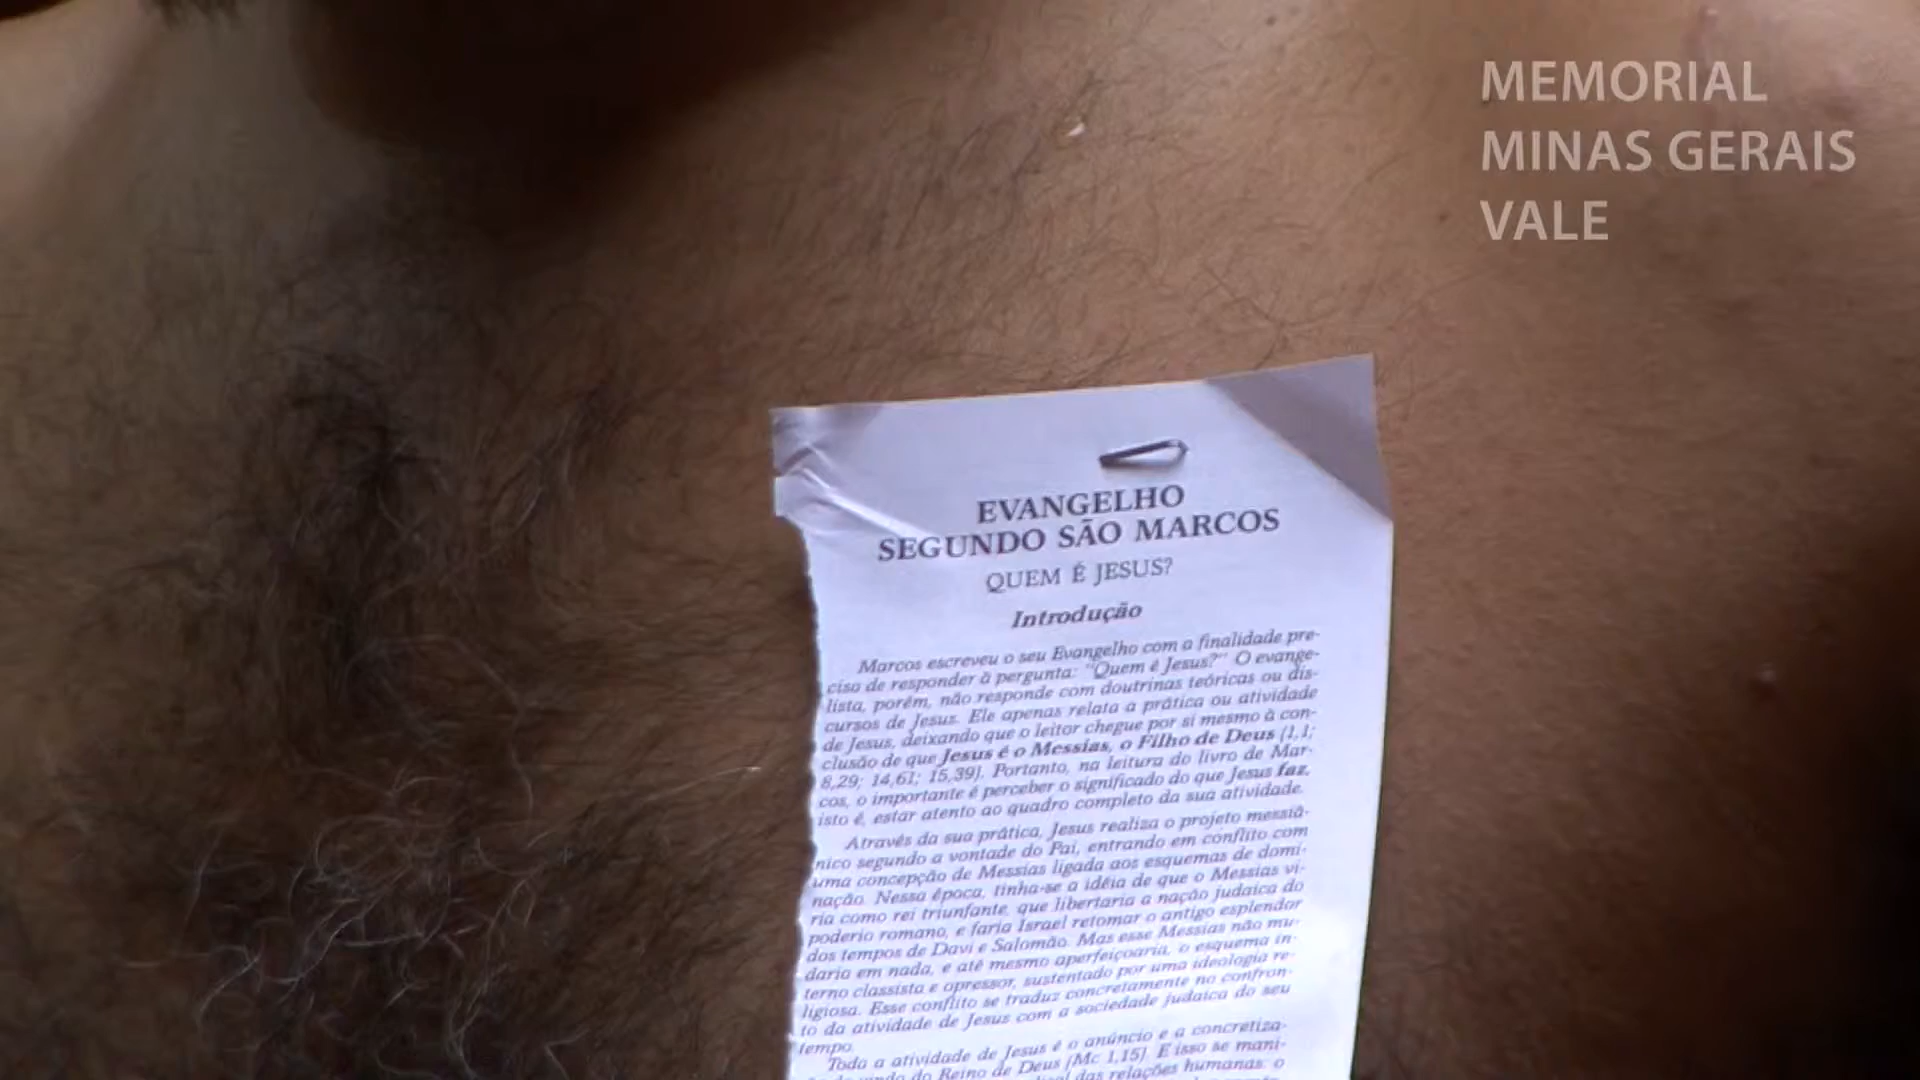 MEMORIAL
MINAS GERAIS
VALE
EVANGELHO
SEGUNDO SÃO MARCOS
QUEM É JESUS?
Introdução
Marcos escreveu o seu Evangelho com a finalidade pre-
cisa de responder à pergunta: "Quem é Jesus?" O evange-
lista, porém, não responde com doutrinas teóricas ou dis-
cursos de Jesus. Ele apenas relata a prática ou atividade
de Jesus, deixando que o leitor chegue por si mesmo à con-
clusão de que Jesus é o Messias, o Filho de Deus (1,1;
8,29; 14,61; 15,39). Portanto, na leitura do livro de Mar-
cos, o importante é perceber o significado do que Jesus faz,
isto é, estar atento ao quadro completo da sua atividade.
Através da sua prática, Jesus realiza o projeto messiâ-
nico segundo a vontade do Pai, entrando em conflito com
uma concepção de Messias ligada aos esquemas de domi-
nação. Nessa época, tinha-se a idéia de que o Messias vi-
ria como rei triunfante, que libertaria a nação judaica do
poderio romano, e faria Israel retomar o antigo esplendor
dos tempos de Davi e Salomão. Mas esse Messias não mu-
daria em nada, e até mesmo aperfeiçoaria, o esquema in-
terno classista e opressor, sustentado por uma ideologia re-
ligiosa. Esse conflito se traduz concretamente no confron-
to da atividade de Jesus com a sociedade judaica do seu
tempo.
Toda a atividade de Jesus é o anúncio e a concretiza-
vinda do Reino de Deus (Mc 1,15). E isso se mani-
das relações humanas: o